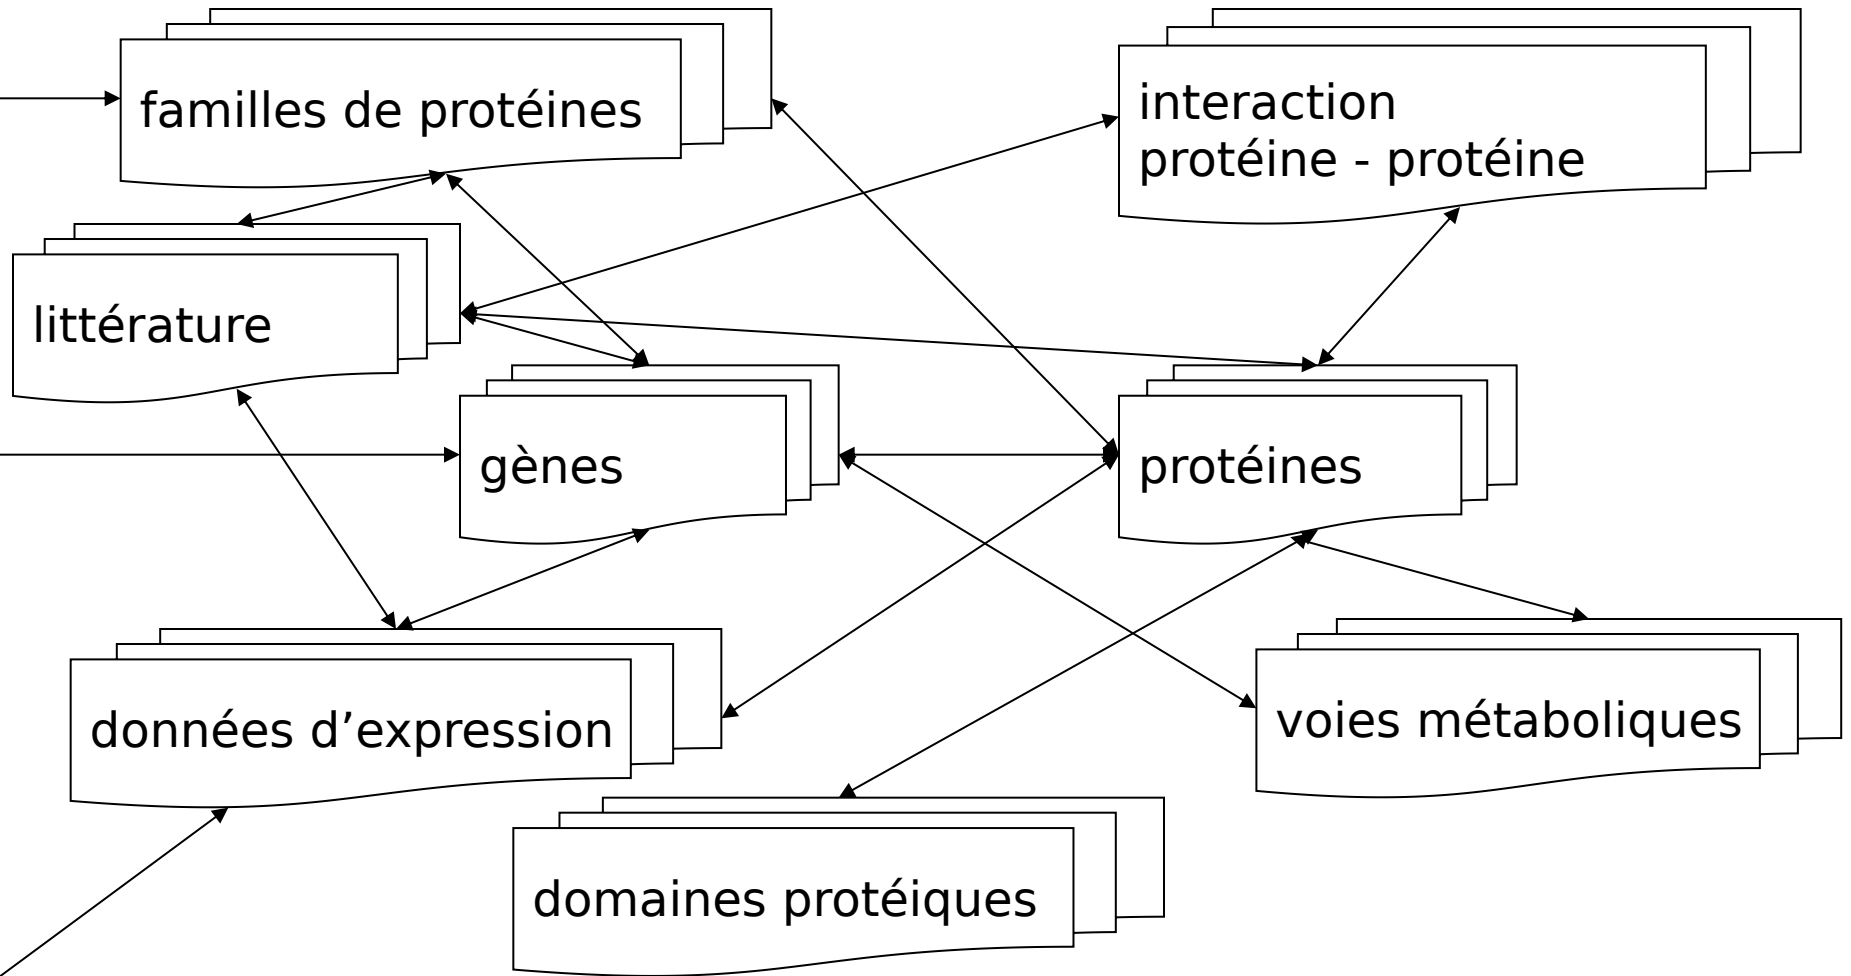 familles de protéines
interaction
protéine - protéine
littérature
gènes
protéines
données d’expression
voies métaboliques
domaines protéiques